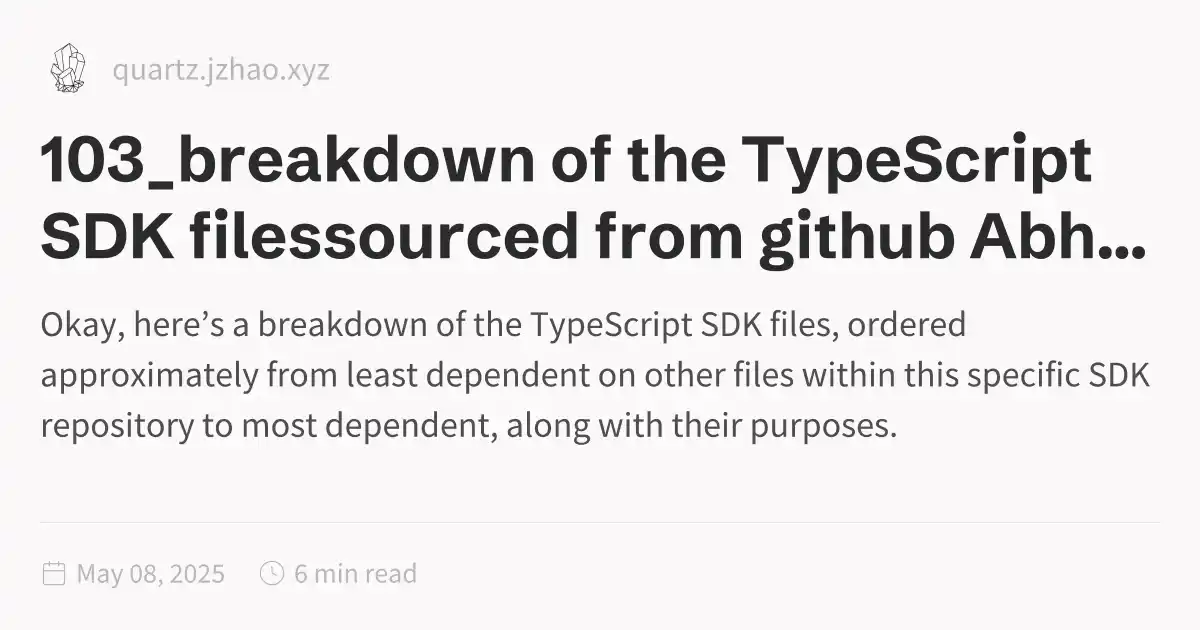 quartz.jzhao.xyz
103_breakdown of the TypeScript
SDK filessourced from github Abh...
Okay, here’s a breakdown of the TypeScript SDK files, ordered
approximately from least dependent on other files within this specific SDK
repository to most dependent, along with their purposes.
May 08, 2025 6 min read